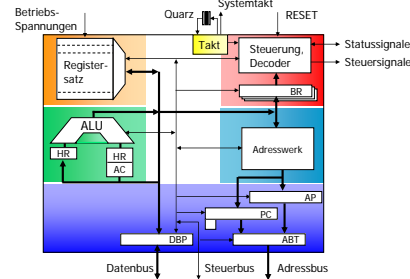 Betriebs-
Spannungen
Quarz
Systemtakt
RESET
Takt
Steuerung,
Decoder
Statussignale
Steuersignale
Register-
satz
BR
ALU
HR
HR
AC
Adresswerk
AP
PC
DBP
ABT
Datenbus
Steuerbus
Adressbus